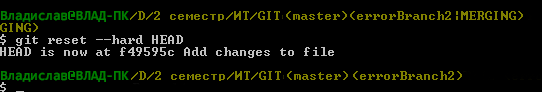 Владислав@ВЛАД-ПК/D/2 семестр/ИТ/GIT(master)(errorBranch2|MERGING)
GING)
$ git reset --hard HEAD
HEAD is now at f49595c Add changes to file
Владислав@ВЛАД-ПК/D/2 семестр/ИТ/GIT(master)(errorBranch2)
$ _